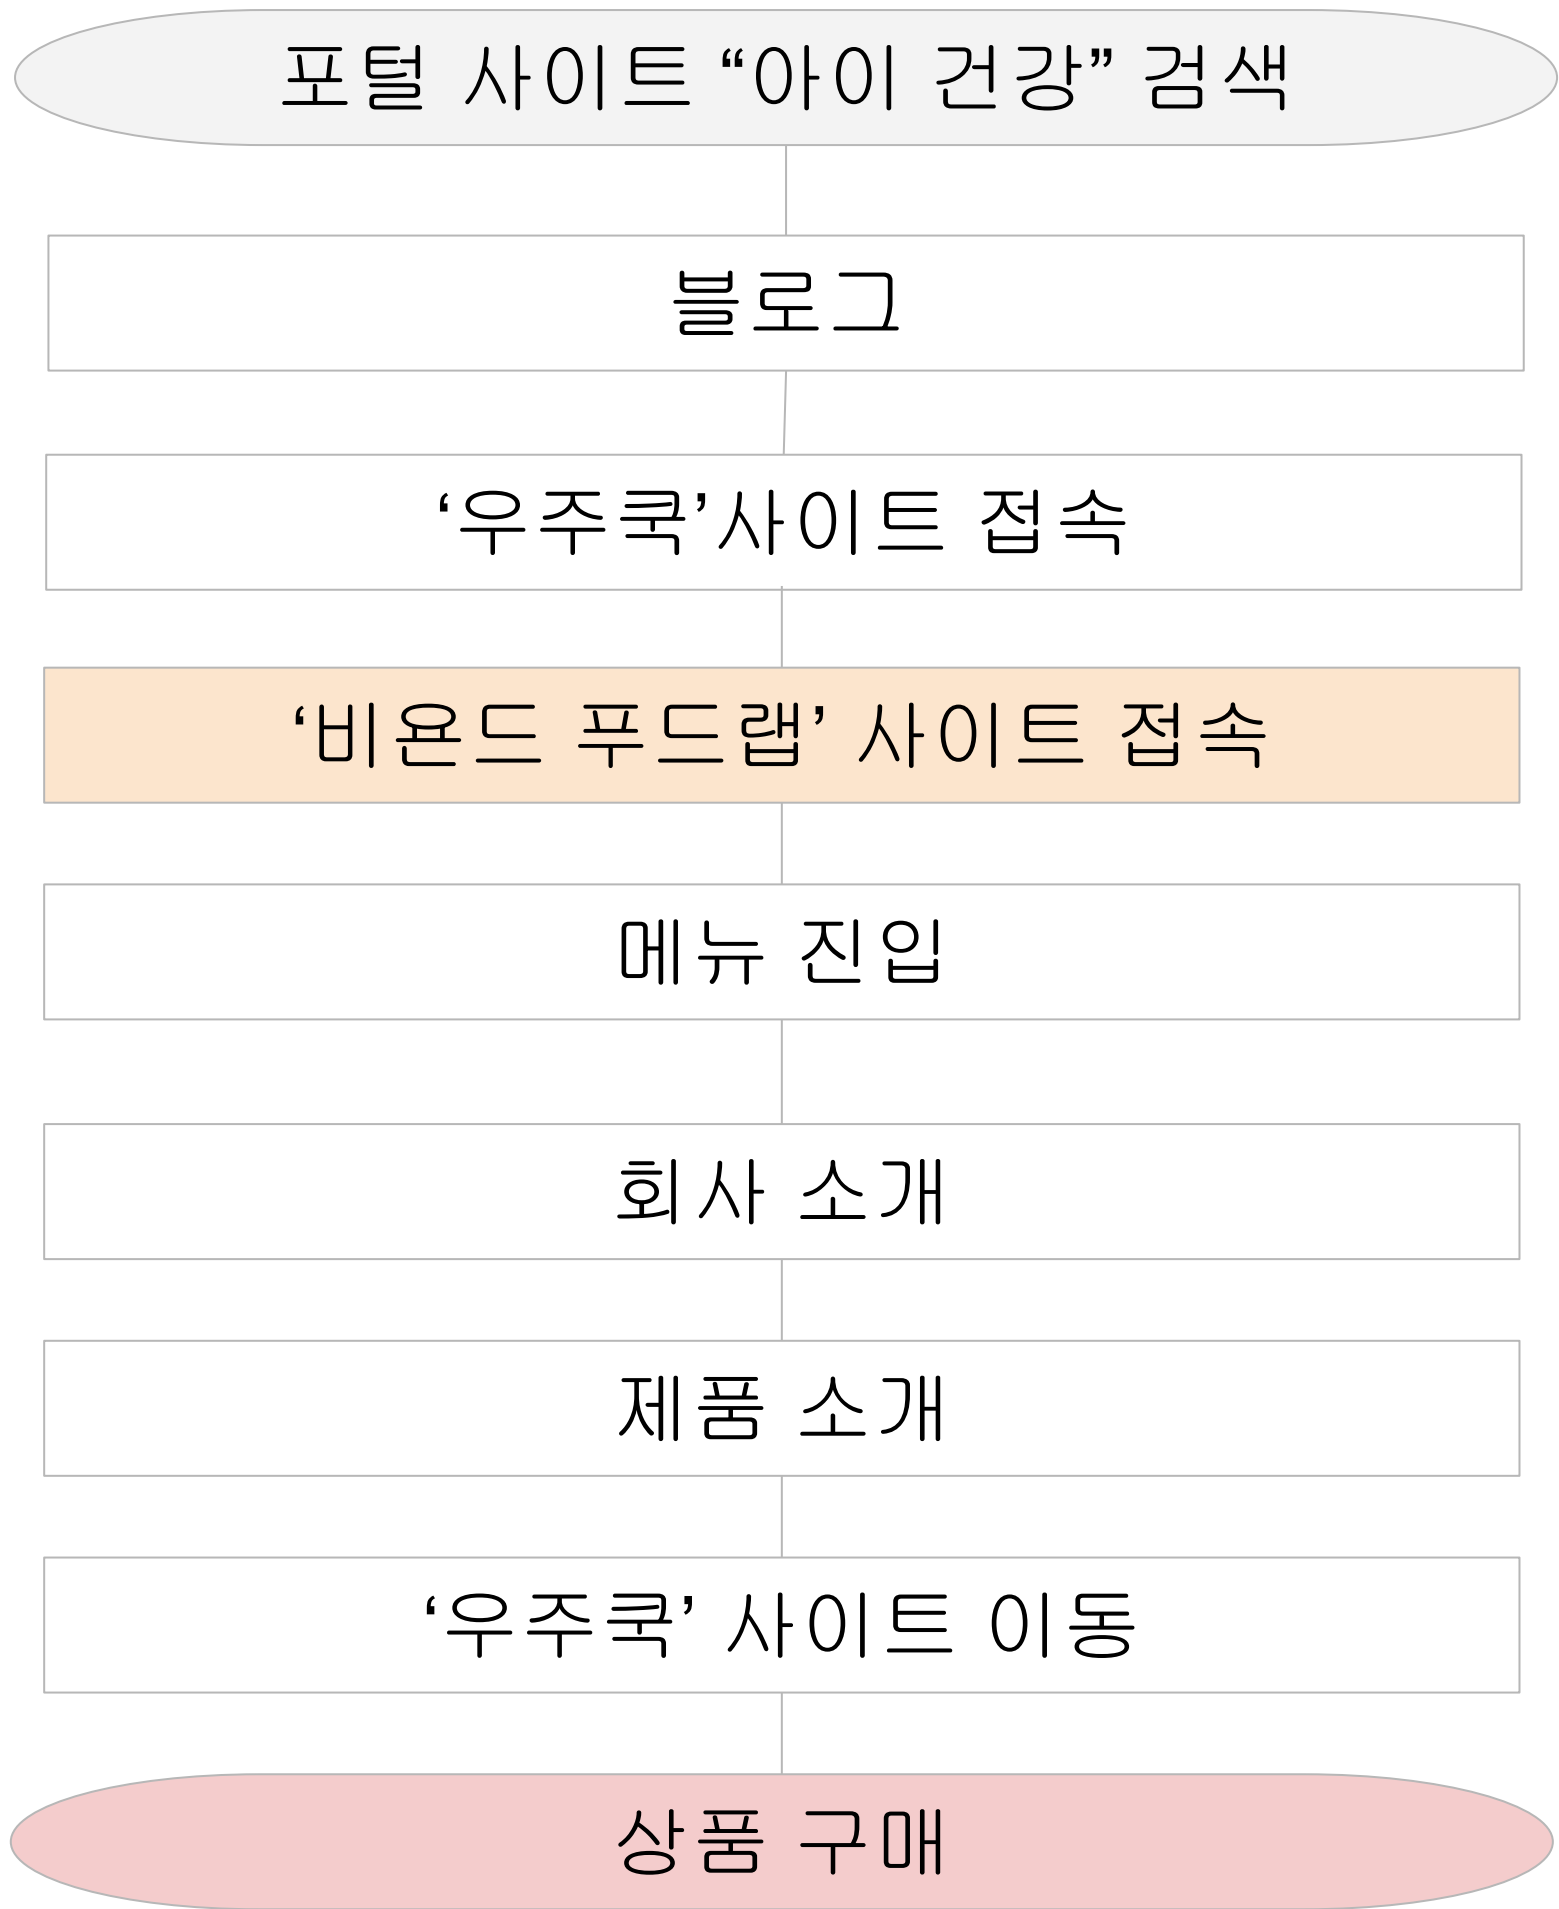 포털 사이트 “아이 건강” 검색
블로그
‘우주쿡’사이트 접속
‘비욘드 푸드랩’ 사이트 접속
메뉴 진입
회사 소개
제품 소개
‘우주쿡’ 사이트 이동
상품 구매